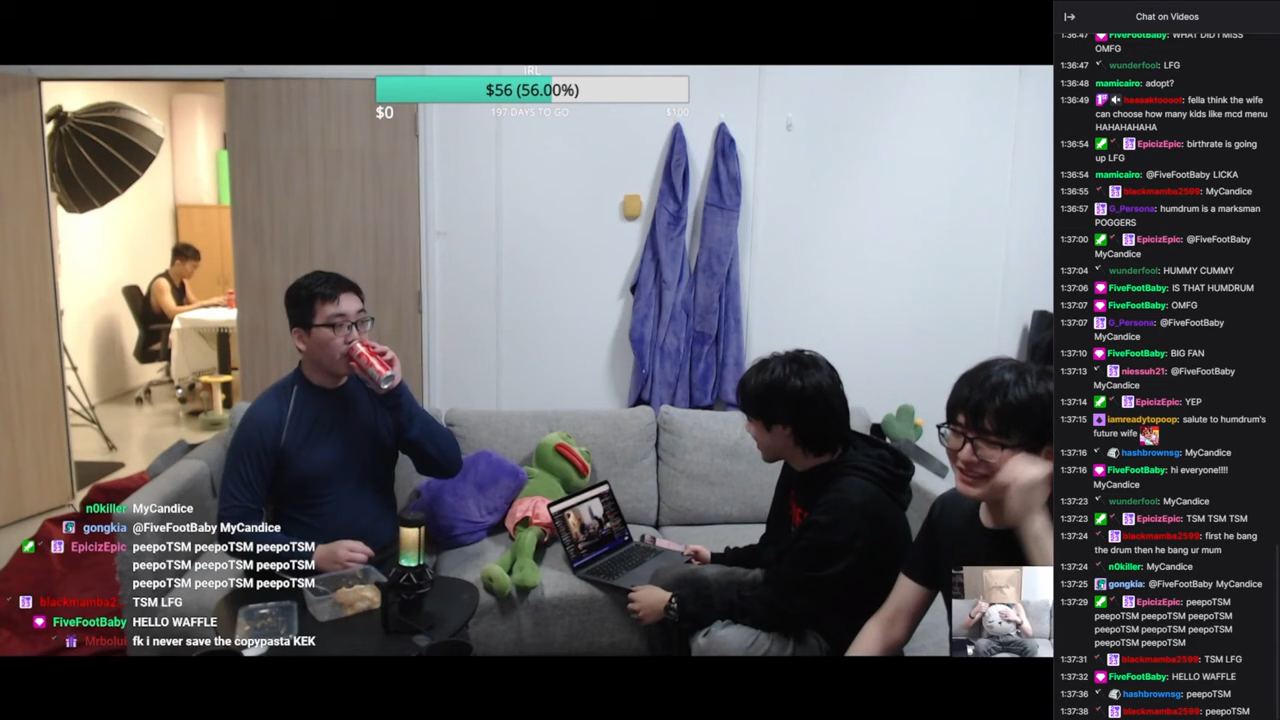 IRL
$56 (56.00%)
$0
197 DAYS TO GO
$100
n0killer MyCandice
gongkia @FiveFootBaby MyCandice
EpicizEpic peepoTSM peepoTSM peepoTSM
peepoTSM peepoTSM peepoTSM
peepoTSM peepoTSM peepoTSM
blackmamba2... TSM LFG
FiveFootBaby HELLO WAFFLE
Mrbolui fk i never save the copypasta KEK
Chat on Videos
1:36:47 FiveFootBaby: WHAT DID I MISS
OMFG
1:36:47 wunderfool: LFG
1:36:48 mamicairo: adopt?
1:36:49 hassaktoooot: fella think the wife
can choose how many kids like mcd menu
HAHAHAHAHA
1:36:54 EpicizEpic: birthrate is going
up LFG
1:36:54 mamicairo: @FiveFootBaby LICKA
1:36:55 blackmamba2599: MyCandice
1:36:57 G_Persona: humdrum is a marksman
POGGERS
1:37:00 EpicizEpic: @FiveFootBaby
MyCandice
1:37:04 wunderfool: HUMMY CUMMY
1:37:06 FiveFootBaby: IS THAT HUMDRUM
1:37:07 FiveFootBaby: OMFG
1:37:07 G_Persona: @FiveFootBaby
MyCandice
1:37:10 FiveFootBaby: BIG FAN
1:37:13 niessuh21: @FiveFootBaby
MyCandice
1:37:14 EpicizEpic: YEP
1:37:15 iamreadytopoop: salute to humdrum's
future wife
1:37:16 hashbrownsg: MyCandice
1:37:16 FiveFootBaby: hi everyone!!!!
MyCandice
1:37:23 wunderfool: MyCandice
1:37:23 EpicizEpic: TSM TSM TSM
1:37:24 blackmamba2599: first he bang
the drum then he bang ur mum
1:37:24 n0killer: MyCandice
1:37:25 gongkia: @FiveFootBaby MyCandice
1:37:29 EpicizEpic: peepoTSM
peepoTSM peepoTSM peepoTSM
peepoTSM peepoTSM peepoTSM
peepoTSM peepoTSM
1:37:31 blackmamba2599: TSM LFG
1:37:32 FiveFootBaby: HELLO WAFFLE
1:37:36 hashbrownsg: peepoTSM
1:37:38 blackmamba2599: peepoTSM